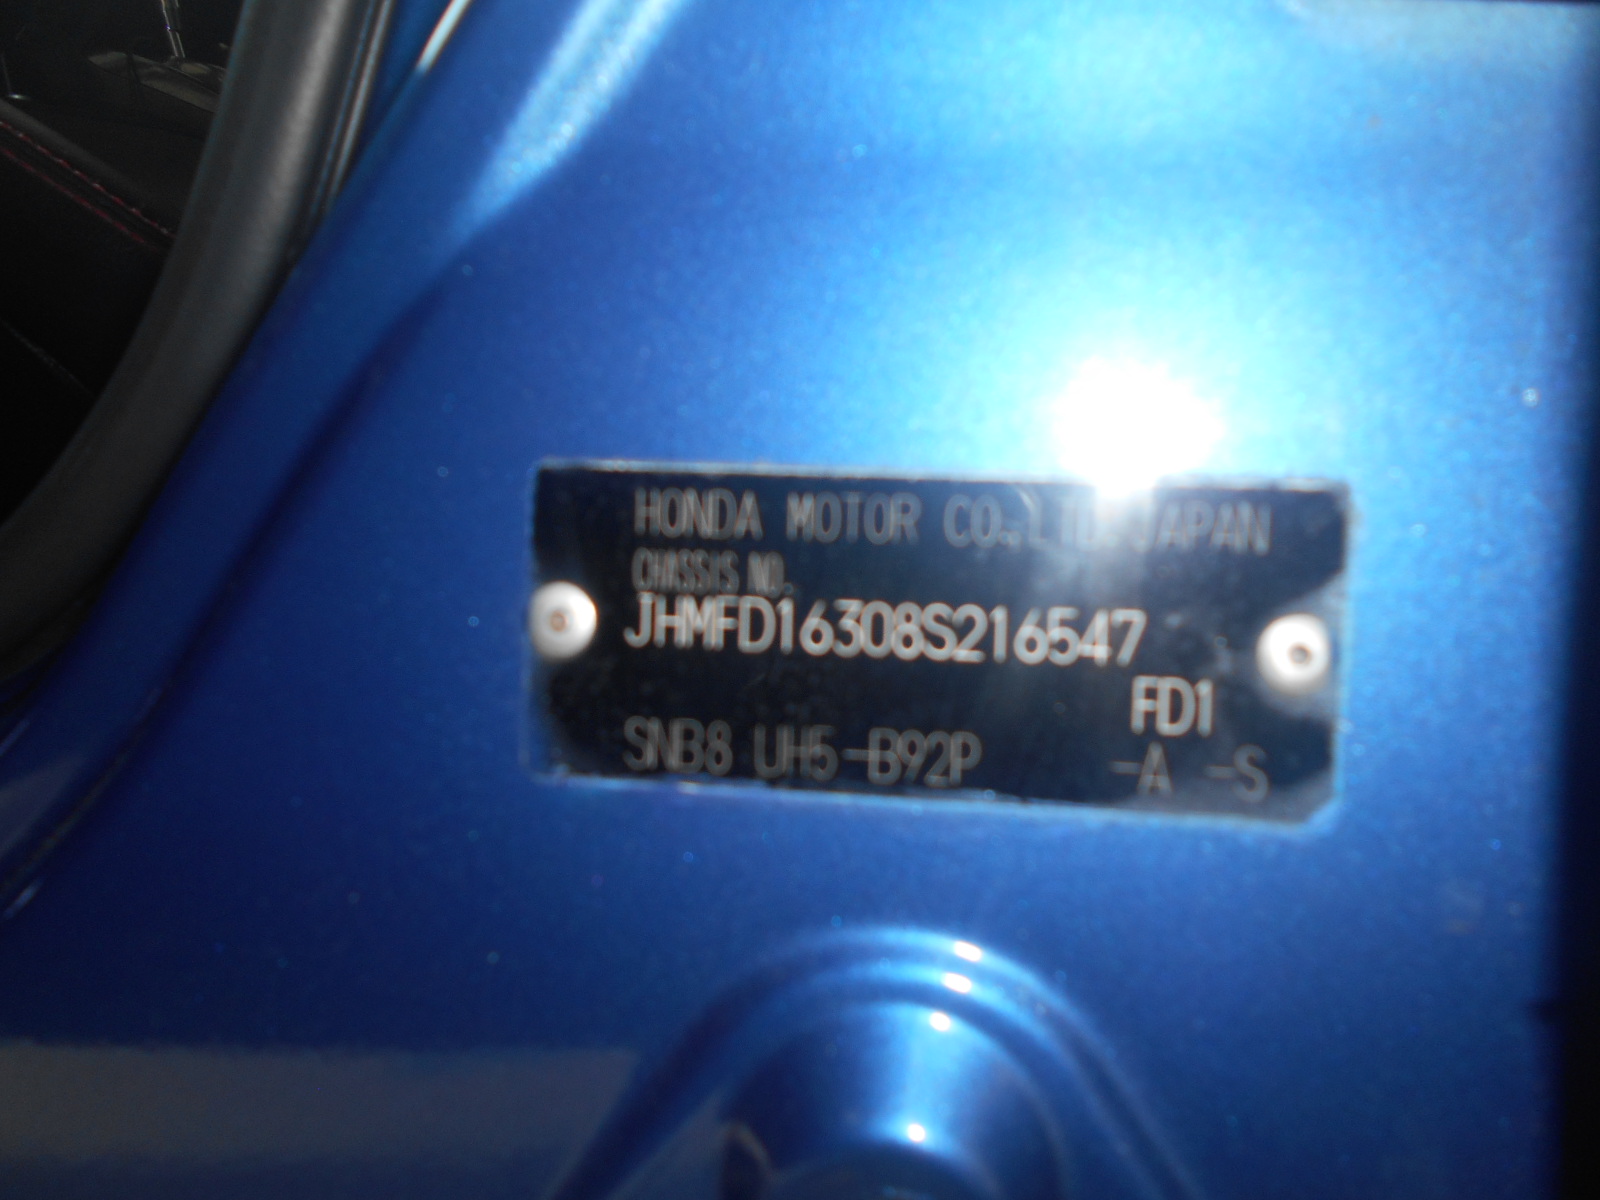 HONDA MOTOR CO.,LTD. JAPAN
CHASSIS NO.
JHMFD16308S216547
FD1
SNB8 UH5-B92P -A -S